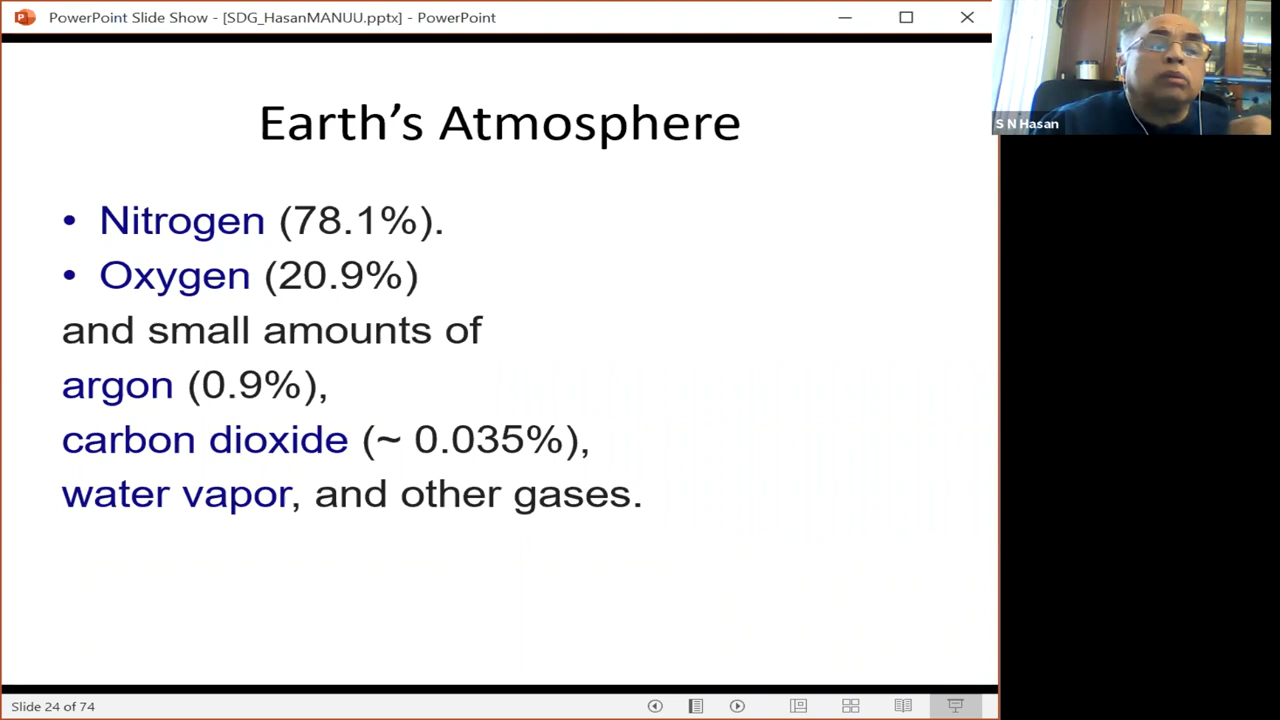 PowerPoint Slide Show - [SDG_HasanMANUU.pptx] - PowerPoint
S N Hasan
Earth’s Atmosphere
• Nitrogen (78.1%).
• Oxygen (20.9%)
and small amounts of
argon (0.9%),
carbon dioxide (~ 0.035%),
water vapor, and other gases.
Slide 24 of 74